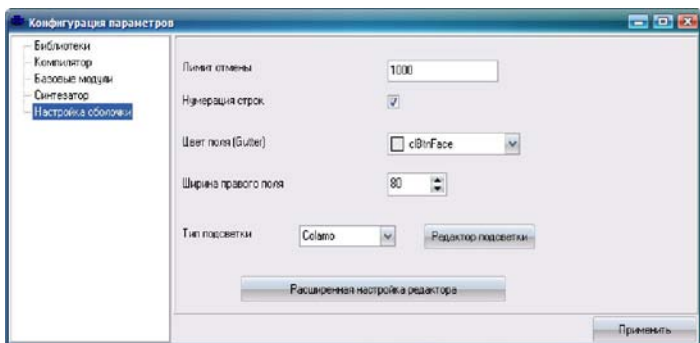 Конфигурация параметров
Библиотеки
Компилятор
Базовые модули
Синтезатор
Настройка оболочки
Лимит отмены
1000
Нумерация строк
Цвет поля (Gutter)
clBtnFace
Ширина правого поля
80
Тип подсветки
Colamo
Редактор подсветки
Расширенная настройка редактора
Применить